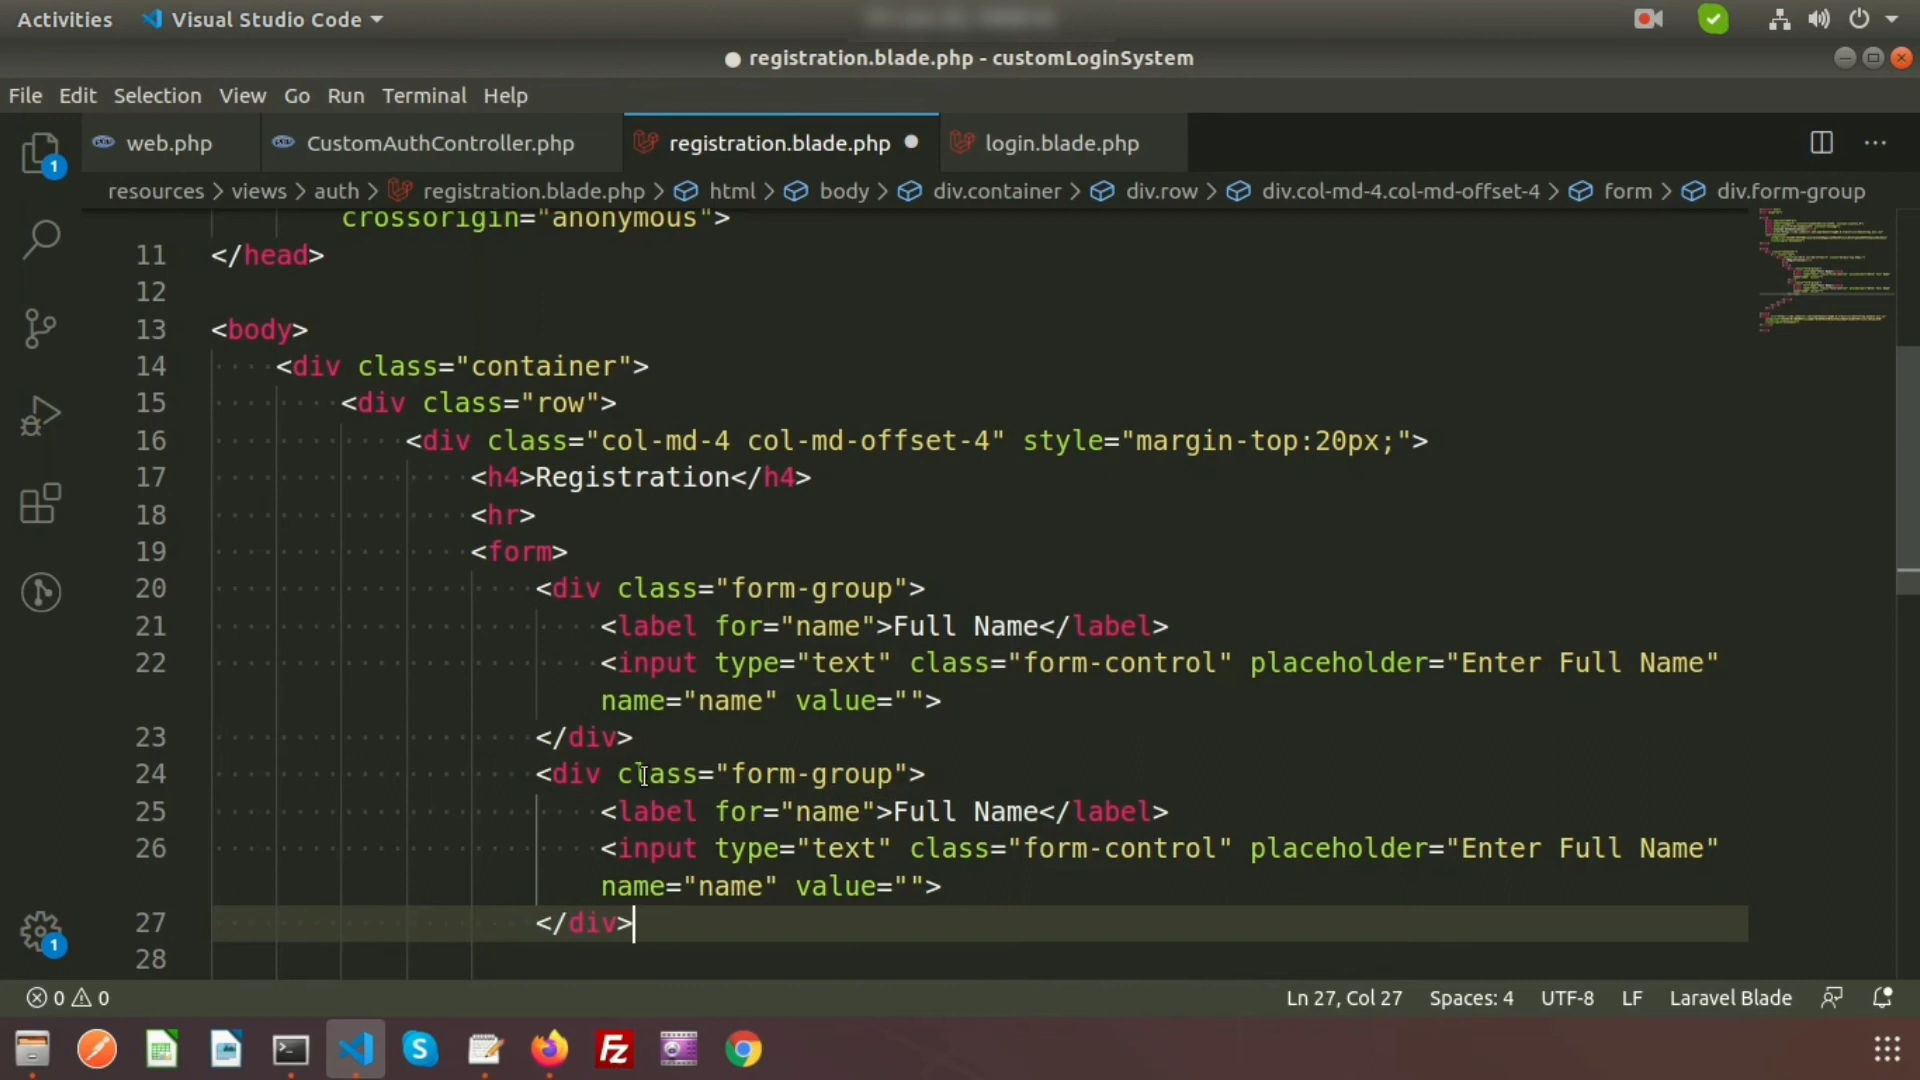 Activities Visual Studio Code
registration.blade.php - customLoginSystem
File Edit Selection View Go Run Terminal Help
web.php CustomAuthController.php registration.blade.php login.blade.php
resources > views > auth > registration.blade.php > html > body > div.container > div.row > div.col-md-4.col-md-offset-4 > form > div.form-group
crossorigin="anonymous">
11 </head>
12
13 <body>
14 <div class="container">
15 <div class="row">
16 <div class="col-md-4 col-md-offset-4" style="margin-top:20px;">
17 <h4>Registration</h4>
18 <hr>
19 <form>
20 <div class="form-group">
21 <label for="name">Full Name</label>
22 <input type="text" class="form-control" placeholder="Enter Full Name"
name="name" value="">
23 </div>
24 <div class="form-group">
25 <label for="name">Full Name</label>
26 <input type="text" class="form-control" placeholder="Enter Full Name"
name="name" value="">
27 </div>
28
1
1
0 0 Ln 27, Col 27 Spaces: 4 UTF-8 LF Laravel Blade